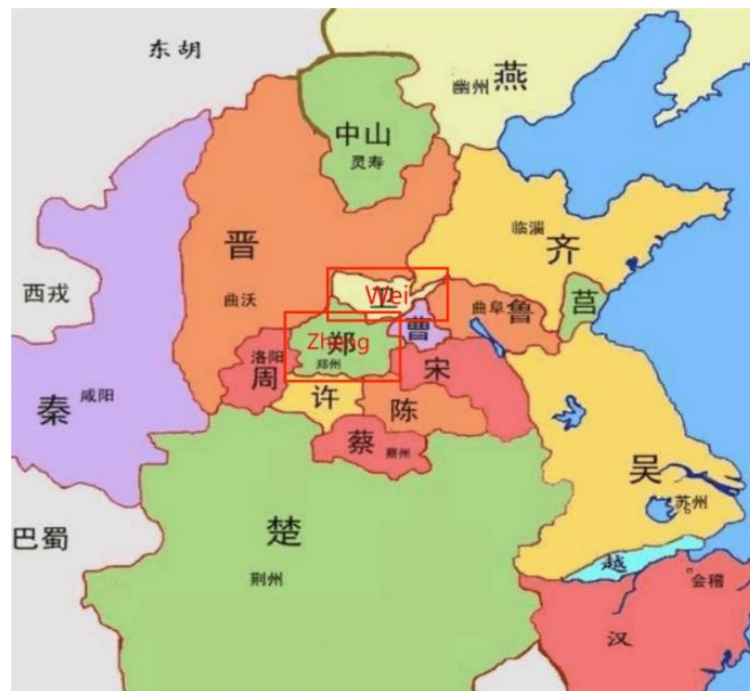 东胡
燕
幽州
中山
灵寿
临淄
齐
晋
西戎
Wei
曲沃
曲阜
鲁
莒
曹
Zheng
郑
洛阳
郑州
周
宋
秦
咸阳
许
陈
蔡
吴
苏州
楚
巴蜀
越
荆州
会稽
汉